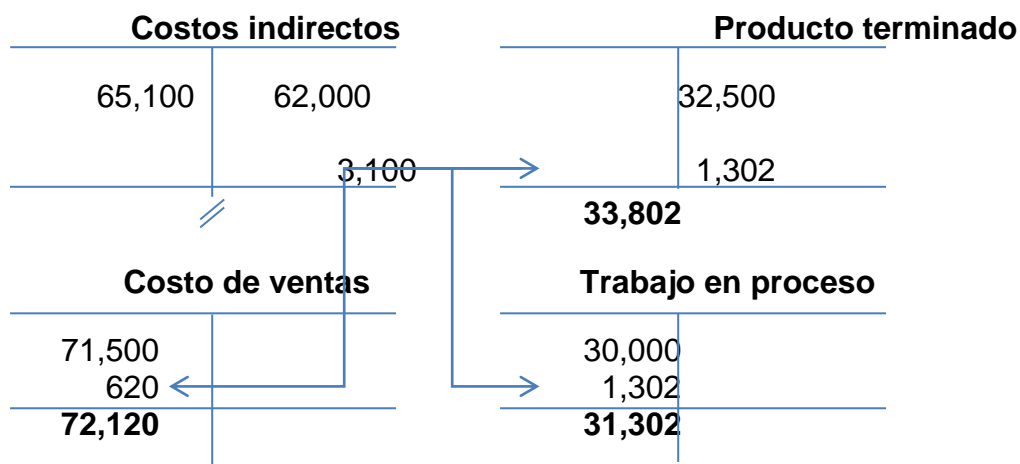 Costos indirectos Producto terminado
65,100 62,000 32,500
3,100 1,302
33,802
Costo de ventas Trabajo en proceso
71,500 30,000
620 1,302
72,120 31,302